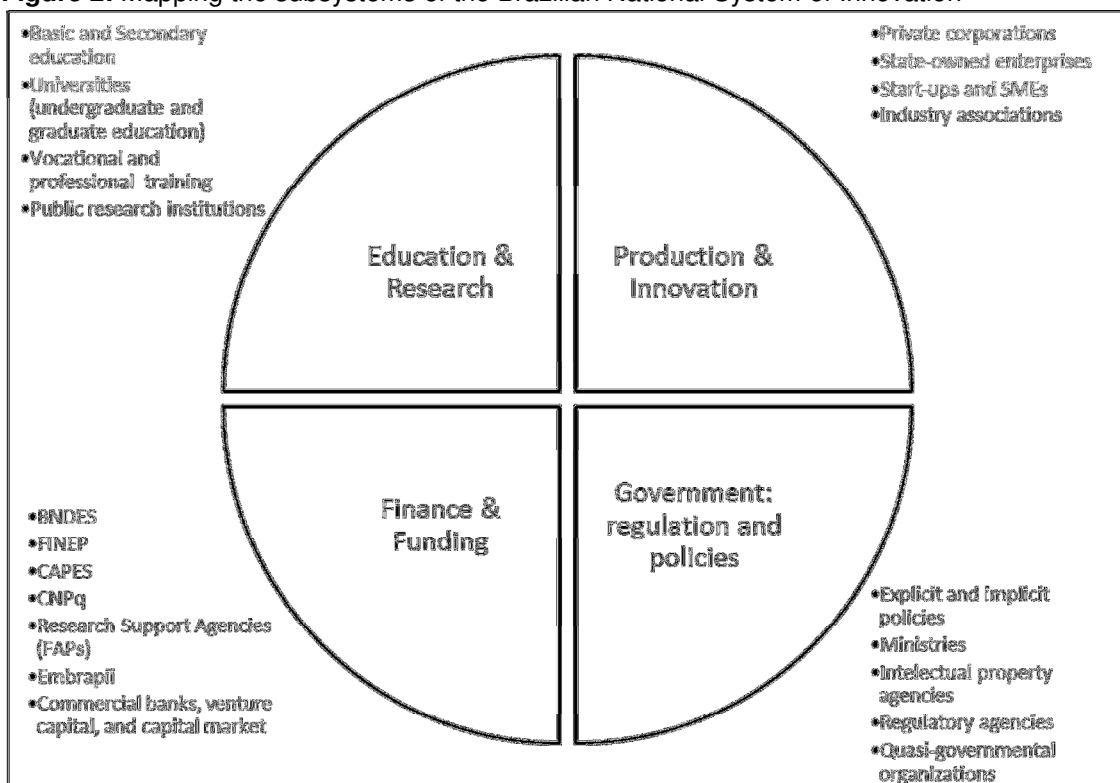 Figure 2: Mapping the subsystems of the Brazilian National System of Innovation
•Basic and Secondary
education
•Universities
(undergraduate and
graduate education)
•Vocational and
professional training
•Public research institutions
•Private corporations
•State-owned enterprises
•Start-ups and SMEs
•Industry associations
Education &
Research
Production &
Innovation
Finance &
Funding
Government:
regulation and
policies
•BNDES
•FINEP
•CAPES
•CNPq
•Research Support Agencies
(FAPs)
•Embrapii
•Commercial banks, venture
capital, and capital market
•Explicit and implicit
policies
•Ministries
•Intelectual property
agencies
•Regulatory agencies
•Quasi-governmental
organizations